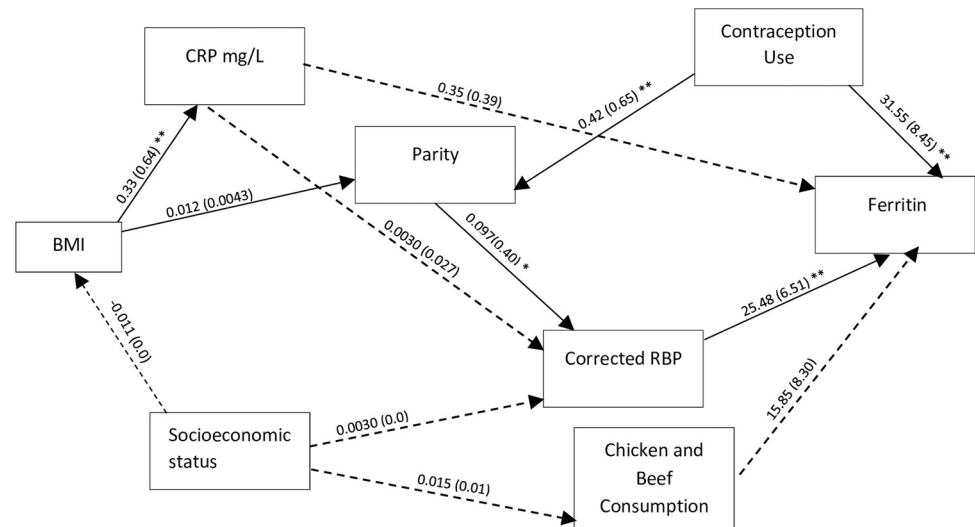 CRP mg/L
Contraception
Use
0.35 (0.39)
0.42 (0.65) **
31.55 (8.45) **
Parity
0.33 (0.64) **
0.012 (0.0043)
Ferritin
BMI
0.0030 (0.027)
0.097(0.40) *
25.48 (6.51) **
-0.011 (0.0)
Corrected RBP
15.85 (8.30)
Socioeconomic
status
0.0030 (0.0)
0.015 (0.01)
Chicken and
Beef
Consumption